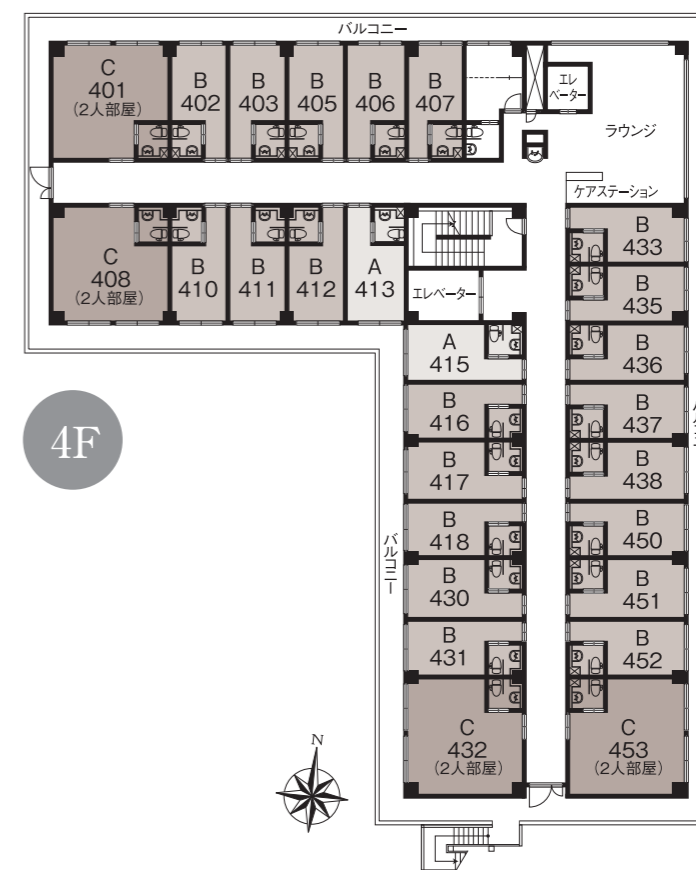 バルコニー
C
401
(2人部屋)
B
402
B
403
B
405
B
406
B
407
エレ
ベーター
ラウンジ
ケアステーション
C
408
(2人部屋)
B
410
B
411
B
412
A
413
エレベーター
B
433
B
435
A
415
B
436
B
416
B
437
B
417
B
438
4F
バルコニー
B
418
B
450
B
430
B
451
B
431
B
452
C
432
(2人部屋)
C
453
(2人部屋)
N